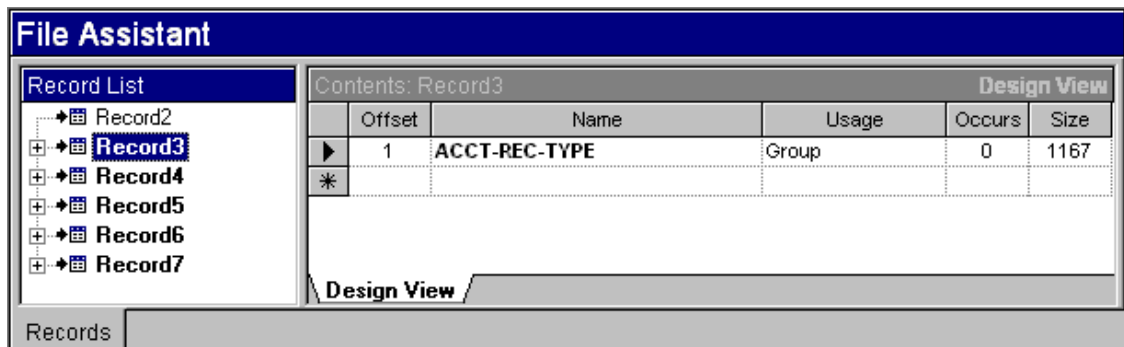 File Assistant
Record List
Record2
Record3
Record4
Record5
Record6
Record7
Contents: Record3 Design View
Offset Name Usage Occurs Size
1 ACCT-REC-TYPE Group 0 1167
Design View
Records